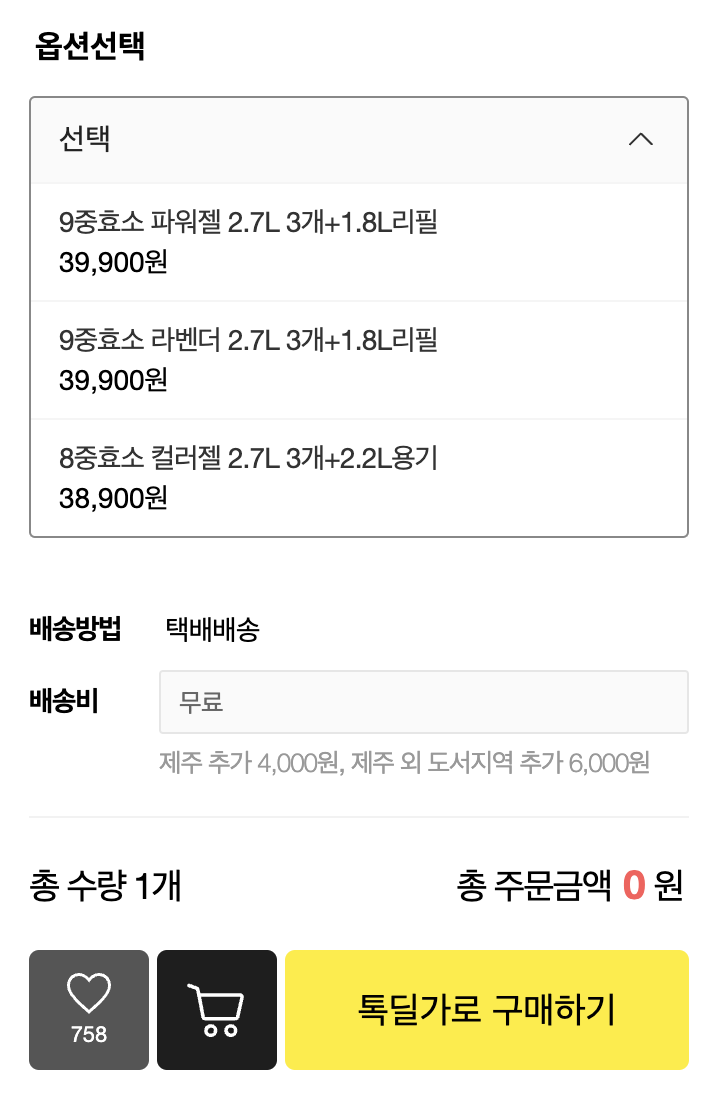 옵션선택
선택
9중효소 파워젤 2.7L 3개+1.8L리필
39,900원
9중효소 라벤더 2.7L 3개+1.8L리필
39,900원
8중효소 컬러젤 2.7L 3개+2.2L용기
38,900원
배송방법 택배배송
배송비 무료
제주 추가 4,000원, 제주 외 도서지역 추가 6,000원
총 수량 1개 총 주문금액 0 원
758
톡딜가로 구매하기